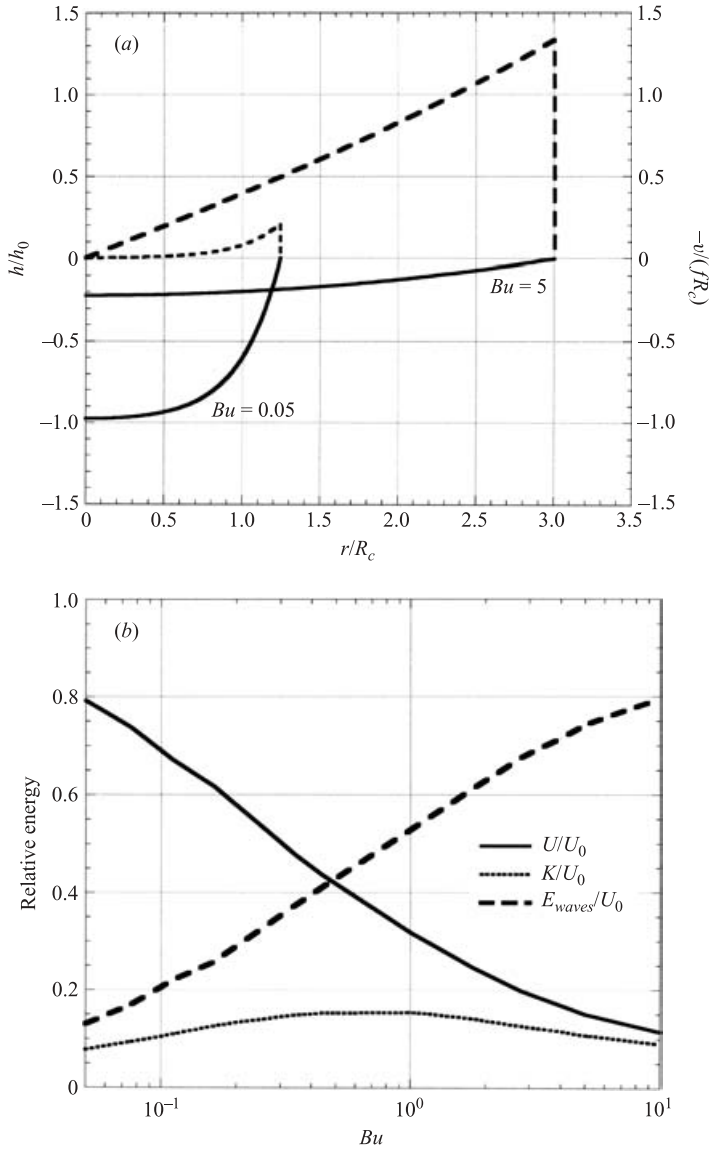 (a)
1.5
1.0
0.5
0
−0.5
−1.0
−1.5
h/h0
1.5
1.0
0.5
0
−0.5
−1.0
−1.5
−v/(fRc)
Bu = 5
Bu = 0.05
0 0.5 1.0 1.5 2.0 2.5 3.0 3.5
r/Rc
(b)
1.0
0.8
0.6
0.4
0.2
0
Relative energy
U/U0
K/U0
Ewaves/U0
10−1 100 101
Bu